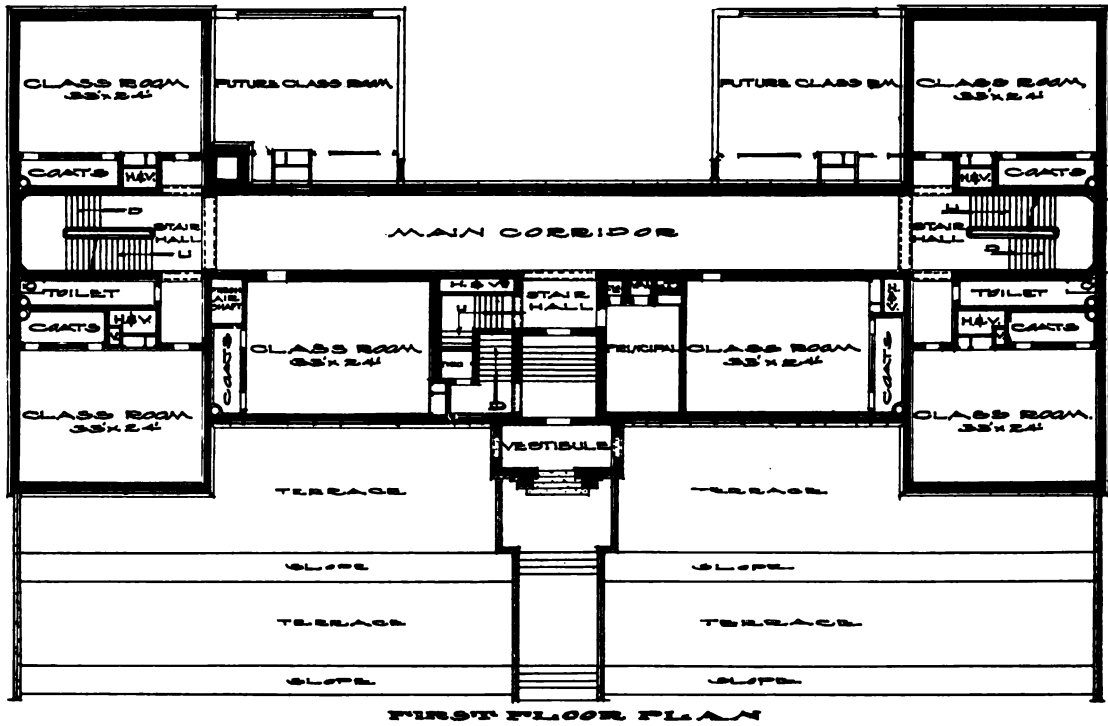 CLASS ROOM
33'x24'
FUTURE CLASS ROOM
FUTURE CLASS RM.
CLASS ROOM.
33'x24'
COATS
H.&V.
H.&V.
COATS
D
STAIR
HALL
U
MAIN CORRIDOR
U
STAIR
HALL
D
TOILET
COATS
H.&V.
V.
FRESH
AIR
SHAFT
H. & V.
STAIR
HALL
U
H.&V.
TOILET
H.&V.
COATS
COATS
CLASS ROOM
33'x24'
D
PRINCIPAL
CLASS ROOM
33'x24'
COATS
CLASS ROOM
33'x24'
CLASS ROOM.
33'x24'
VESTIBULE
TERRACE
TERRACE
SLOPE
SLOPE
TERRACE
TERRACE
SLOPE
SLOPE
FIRST FLOOR PLAN